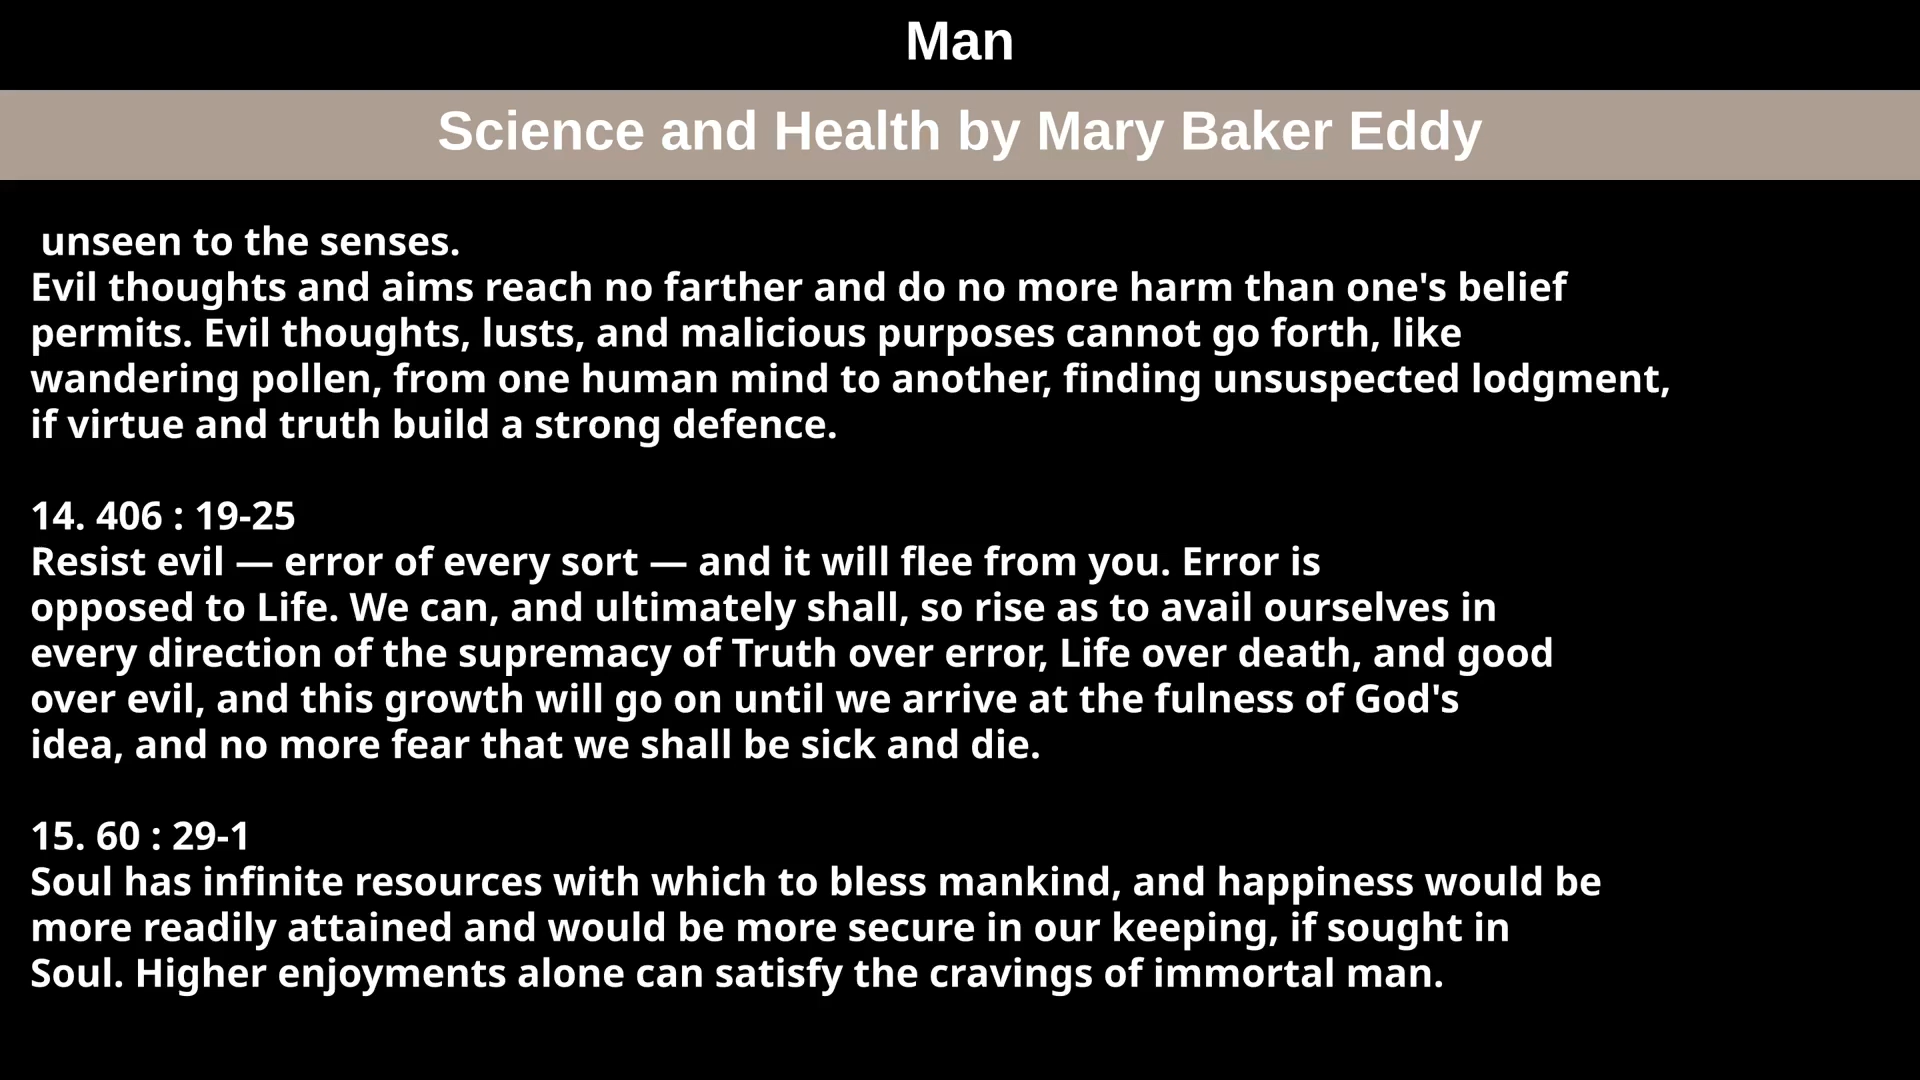 Man
Science and Health by Mary Baker Eddy
unseen to the senses.
Evil thoughts and aims reach no farther and do no more harm than one's belief
permits. Evil thoughts, lusts, and malicious purposes cannot go forth, like
wandering pollen, from one human mind to another, finding unsuspected lodgment,
if virtue and truth build a strong defence.
14. 406 : 19-25
Resist evil — error of every sort — and it will flee from you. Error is
opposed to Life. We can, and ultimately shall, so rise as to avail ourselves in
every direction of the supremacy of Truth over error, Life over death, and good
over evil, and this growth will go on until we arrive at the fulness of God's
idea, and no more fear that we shall be sick and die.
15. 60 : 29-1
Soul has infinite resources with which to bless mankind, and happiness would be
more readily attained and would be more secure in our keeping, if sought in
Soul. Higher enjoyments alone can satisfy the cravings of immortal man.